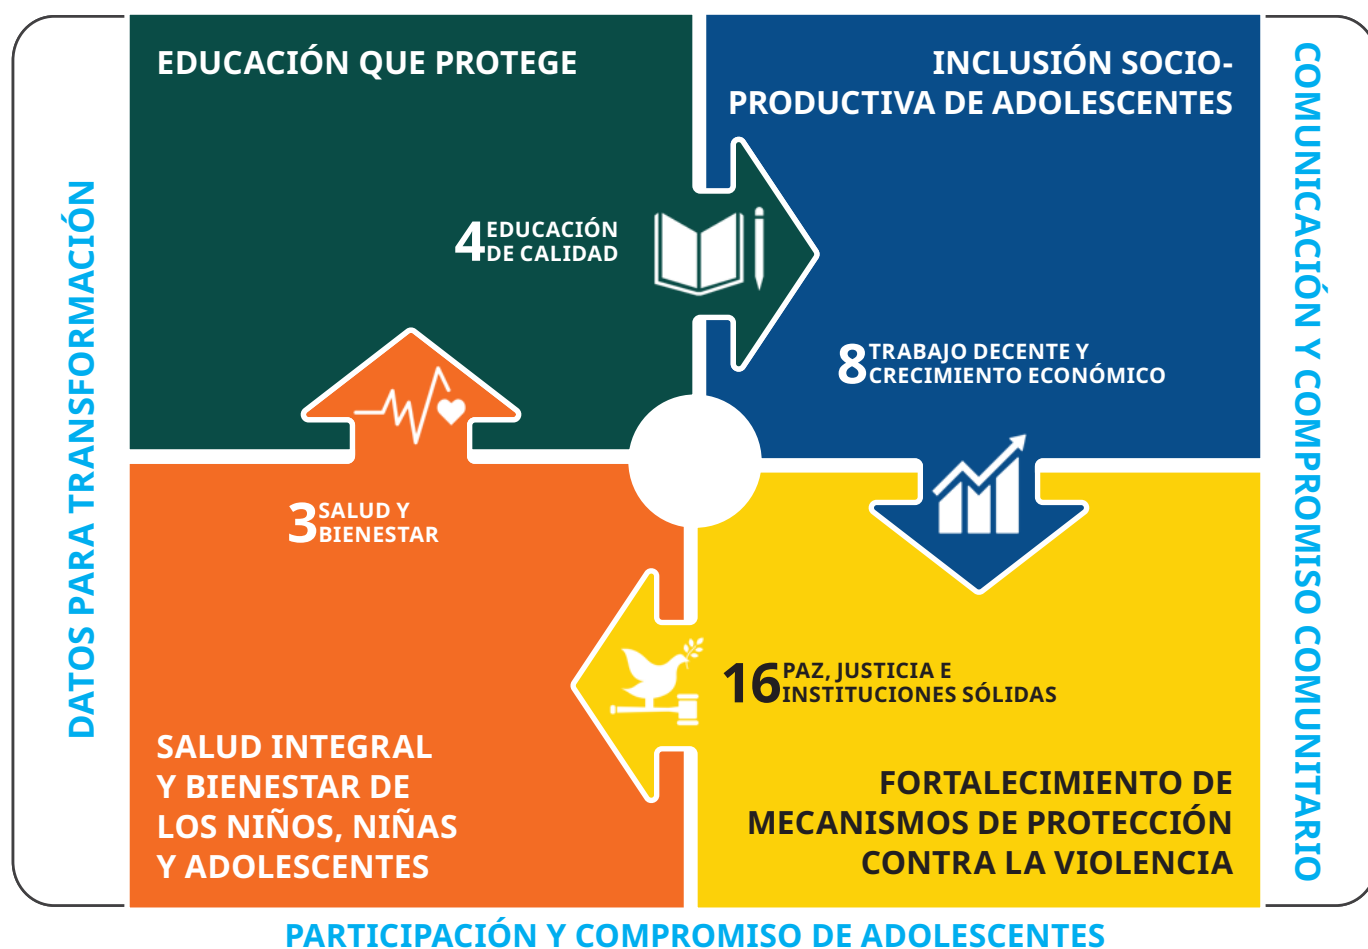 EDUCACIÓN QUE PROTEGE
INCLUSIÓN SOCIO-
PRODUCTIVA DE ADOLESCENTES
4 EDUCACIÓN
DE CALIDAD
8 TRABAJO DECENTE Y
CRECIMIENTO ECONÓMICO
3 SALUD Y
BIENESTAR
16 PAZ, JUSTICIA E
INSTITUCIONES SÓLIDAS
SALUD INTEGRAL
Y BIENESTAR DE
LOS NIÑOS, NIÑAS
Y ADOLESCENTES
FORTALECIMIENTO DE
MECANISMOS DE PROTECCIÓN
CONTRA LA VIOLENCIA
DATOS PARA TRANSFORMACIÓN
COMUNICACIÓN Y COMPROMISO COMUNITARIO
PARTICIPACIÓN Y COMPROMISO DE ADOLESCENTES